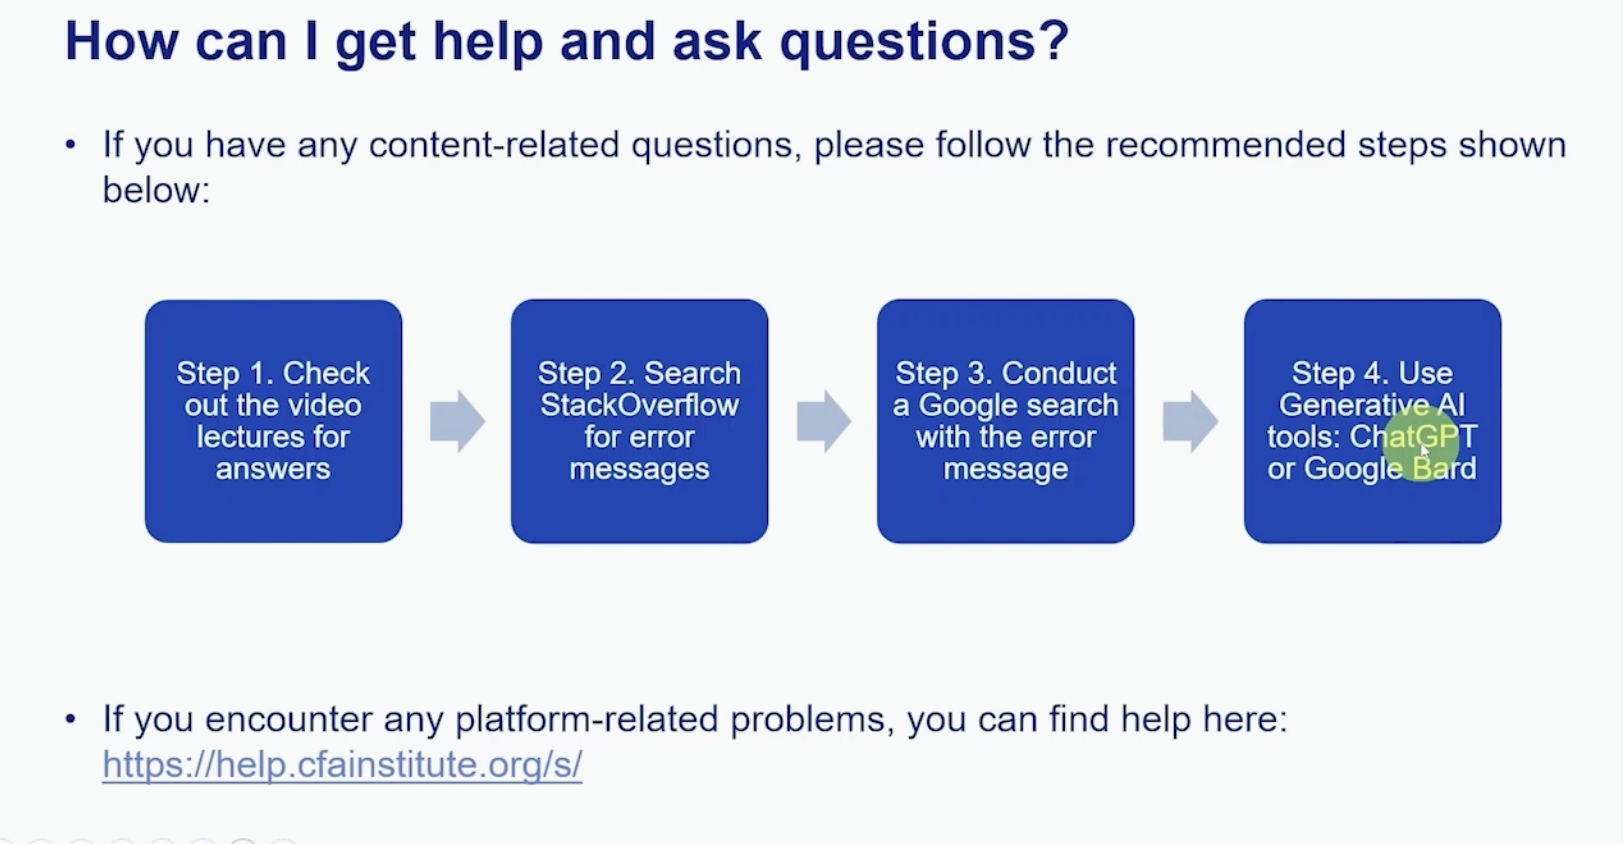 How can I get help and ask questions?
• If you have any content-related questions, please follow the recommended steps shown
below:
Step 1. Check
out the video
lectures for
answers
Step 2. Search
StackOverflow
for error
messages
Step 3. Conduct
a Google search
with the error
message
Step 4. Use
Generative AI
tools: ChatGPT
or Google Bard
• If you encounter any platform-related problems, you can find help here:
https://help.cfainstitute.org/s/